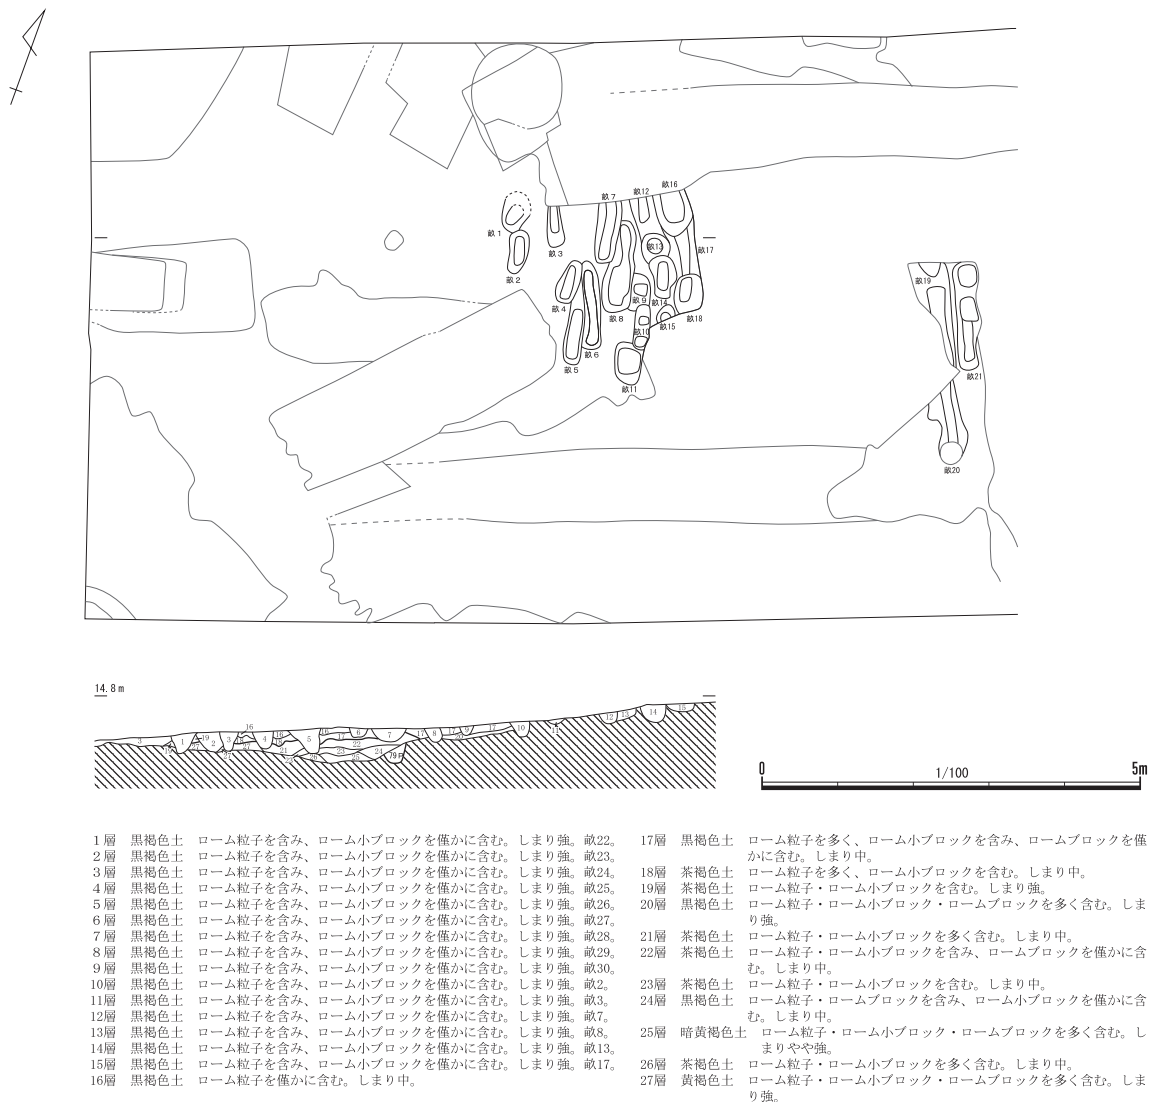 畝16
畝12
畝7
畝1
畝3
畝13
畝17
畝2
畝4
畝9
畝14
畝8
畝10
畝15
畝18
畝6
畝5
畝11
畝19
畝21
畝20
14.8m
16
3
1
19
2
3
4
5
16
17
6
7
17
8
17
9
17
10
11
12
13
14
15
21
22
23
24
25
26
27
79P
0
1/100
5m
1層 黒褐色土 ローム粒子を含み、ローム小ブロックを僅かに含む。しまり強。畝22。
2層 黒褐色土 ローム粒子を含み、ローム小ブロックを僅かに含む。しまり強。畝23。
3層 黒褐色土 ローム粒子を含み、ローム小ブロックを僅かに含む。しまり強。畝24。
4層 黒褐色土 ローム粒子を含み、ローム小ブロックを僅かに含む。しまり強。畝25。
5層 黒褐色土 ローム粒子を含み、ローム小ブロックを僅かに含む。しまり強。畝26。
6層 黒褐色土 ローム粒子を含み、ローム小ブロックを僅かに含む。しまり強。畝27。
7層 黒褐色土 ローム粒子を含み、ローム小ブロックを僅かに含む。しまり強。畝28。
8層 黒褐色土 ローム粒子を含み、ローム小ブロックを僅かに含む。しまり強。畝29。
9層 黒褐色土 ローム粒子を含み、ローム小ブロックを僅かに含む。しまり強。畝30。
10層 黒褐色土 ローム粒子を含み、ローム小ブロックを僅かに含む。しまり強。畝2。
11層 黒褐色土 ローム粒子を含み、ローム小ブロックを僅かに含む。しまり強。畝3。
12層 黒褐色土 ローム粒子を含み、ローム小ブロックを僅かに含む。しまり強。畝7。
13層 黒褐色土 ローム粒子を含み、ローム小ブロックを僅かに含む。しまり強。畝8。
14層 黒褐色土 ローム粒子を含み、ローム小ブロックを僅かに含む。しまり強。畝13。
15層 黒褐色土 ローム粒子を含み、ローム小ブロックを僅かに含む。しまり強。畝17。
16層 黒褐色土 ローム粒子を僅かに含む。しまり中。
17層 黒褐色土 ローム粒子を多く、ローム小ブロックを含み、ロームブロックを僅
かに含む。しまり中。
18層 茶褐色土 ローム粒子を多く、ローム小ブロックを含む。しまり中。
19層 茶褐色土 ローム粒子・ローム小ブロックを含む。しまり強。
20層 黒褐色土 ローム粒子・ローム小ブロック・ロームブロックを多く含む。しま
り強。
21層 茶褐色土 ローム粒子・ローム小ブロックを多く含む。しまり中。
22層 茶褐色土 ローム粒子・ローム小ブロックを含み、ロームブロックを僅かに含
む。しまり中。
23層 茶褐色土 ローム粒子・ローム小ブロックを含む。しまり中。
24層 黒褐色土 ローム粒子・ロームブロックを含み、ローム小ブロックを僅かに含
む。しまり中。
25層 暗黄褐色土 ローム粒子・ローム小ブロック・ロームブロックを多く含む。し
まりやや強。
26層 茶褐色土 ローム粒子・ローム小ブロックを多く含む。しまり中。
27層 黄褐色土 ローム粒子・ローム小ブロック・ロームブロックを多く含む。しま
り強。